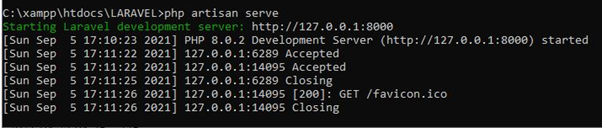 C:\xampp\htdocs\LARAVEL>php artisan serve
Starting Laravel development server: http://127.0.0.1:8000
[Sun Sep  5 17:10:23 2021] PHP 8.0.2 Development Server (http://127.0.0.1:8000) started
[Sun Sep  5 17:11:22 2021] 127.0.0.1:6289 Accepted
[Sun Sep  5 17:11:22 2021] 127.0.0.1:14095 Accepted
[Sun Sep  5 17:11:25 2021] 127.0.0.1:6289 Closing
[Sun Sep  5 17:11:26 2021] 127.0.0.1:14095 [200]: GET /favicon.ico
[Sun Sep  5 17:11:26 2021] 127.0.0.1:14095 Closing